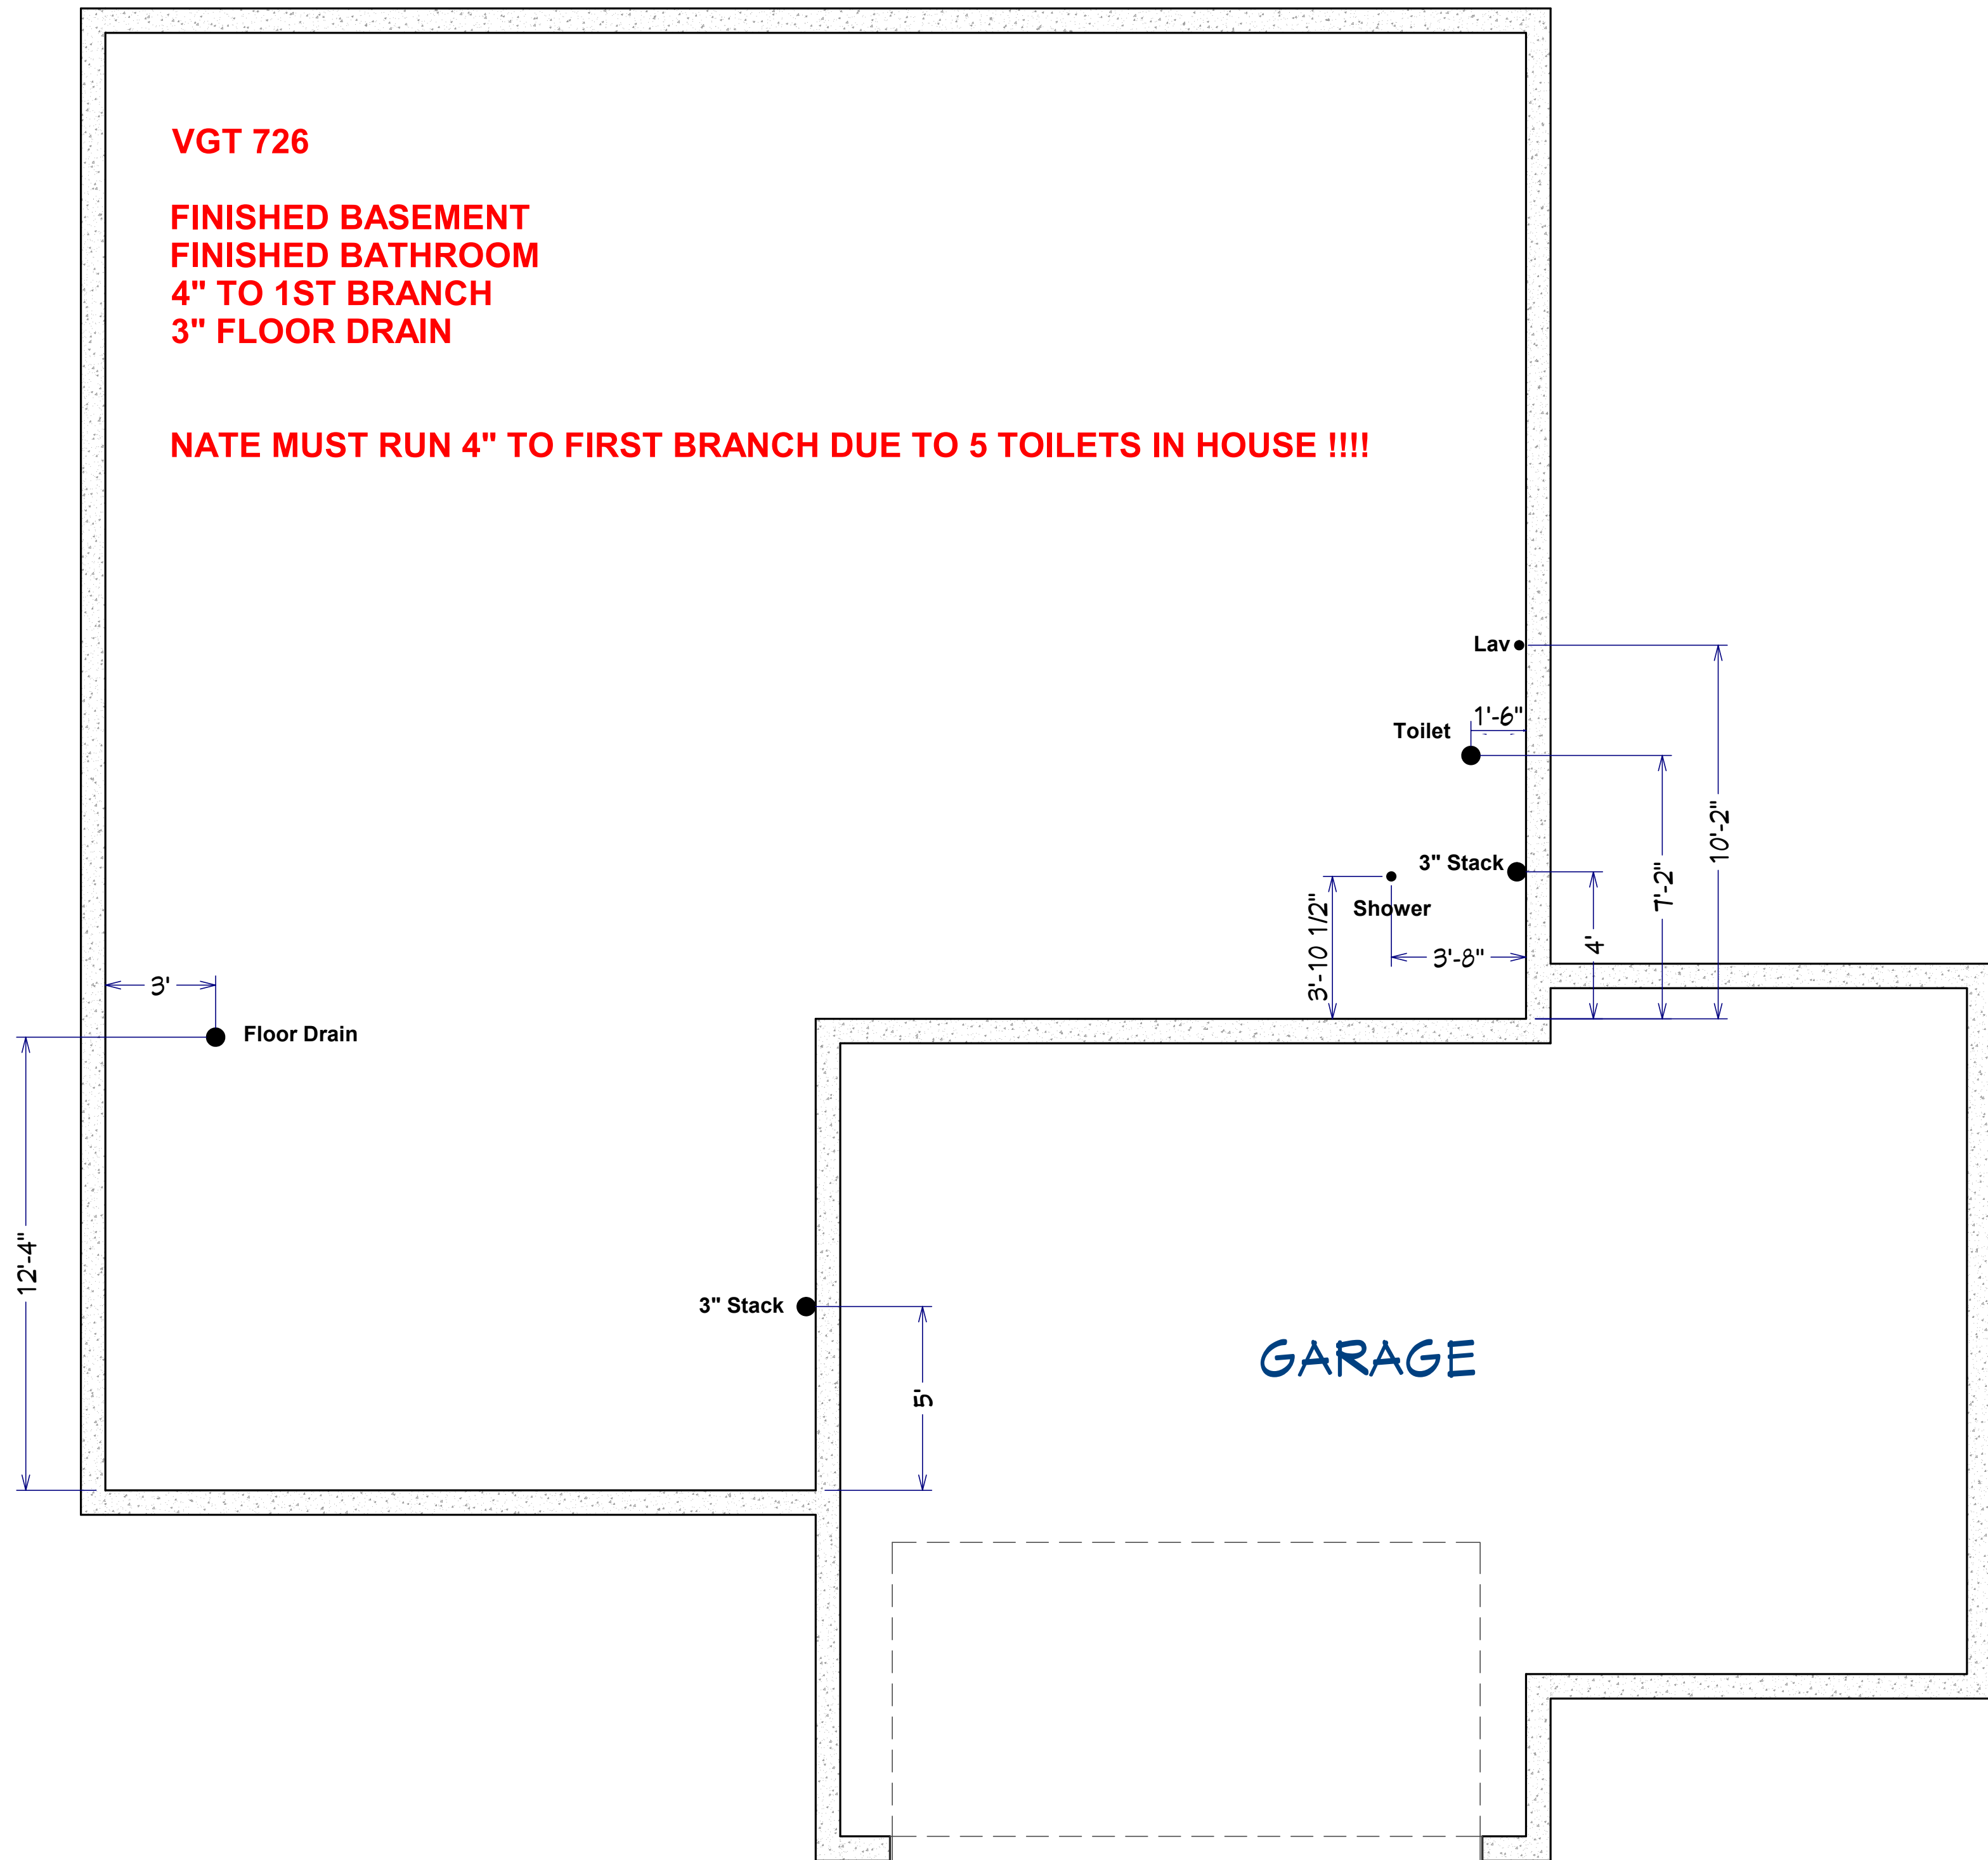 VGT 726
FINISHED BASEMENT
FINISHED BATHROOM
4" TO 1ST BRANCH
3" FLOOR DRAIN
NATE MUST RUN 4" TO FIRST BRANCH DUE TO 5 TOILETS IN HOUSE !!!!
Lav
1'-6"
Toilet
10'-2"
7'-2"
3" Stack
Shower
3'-10 1/2"
3'-8"
4'
3'
Floor Drain
12'-4"
3" Stack
5'
GARAGE